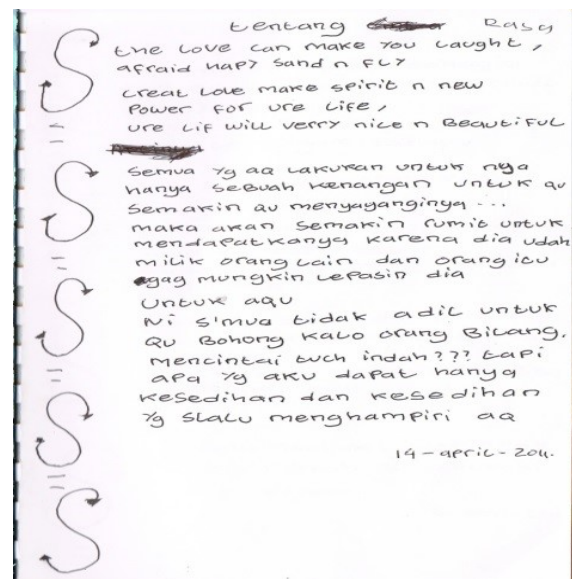 tentang Rasa
the Love can make you Laught,
afraid hapy sand n fly
creat Love make spirit n new
Power for ure Life,
ure Lif will verry nice n Beautiful
Semua yg aq Lakukan untuk nya
hanya sebuah kenangan untuk qu
Semakin qu menyayanginya ...
maka akan semakin rumit untuk
mendapatkanya karena dia udah
milik orang Lain dan orang itu
gag mungkin Lepasin dia
untuk aqu
Ni s'mua tidak adil untuk
Qu Bohong kalo orang Bilang.
mencintai tuch indah??? tapi
apa yg aku dapat hanya
kesedihan dan kesedihan
yg slalu menghampiri aq
14-april-2011.